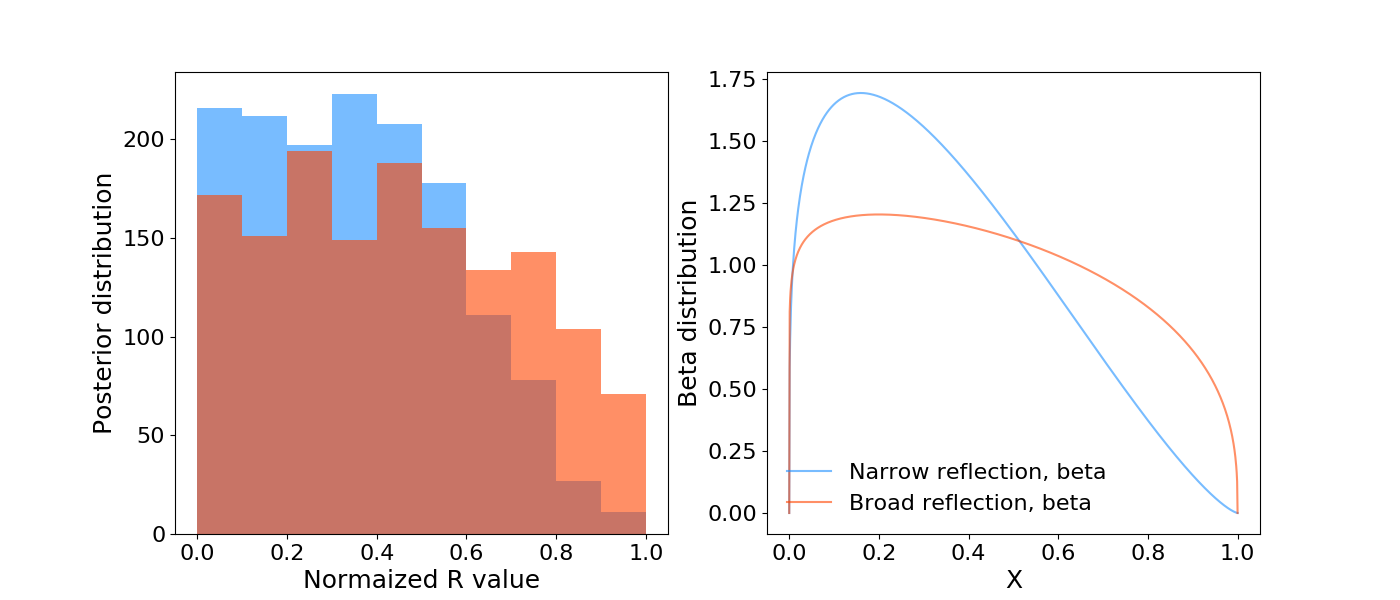 Posterior distribution
200
150
100
50
0
0.0 0.2 0.4 0.6 0.8 1.0
Normaized R value
Beta distribution
1.75
1.50
1.25
1.00
0.75
0.50
0.25
0.00
Narrow reflection, beta
Broad reflection, beta
0.0 0.2 0.4 0.6 0.8 1.0
X